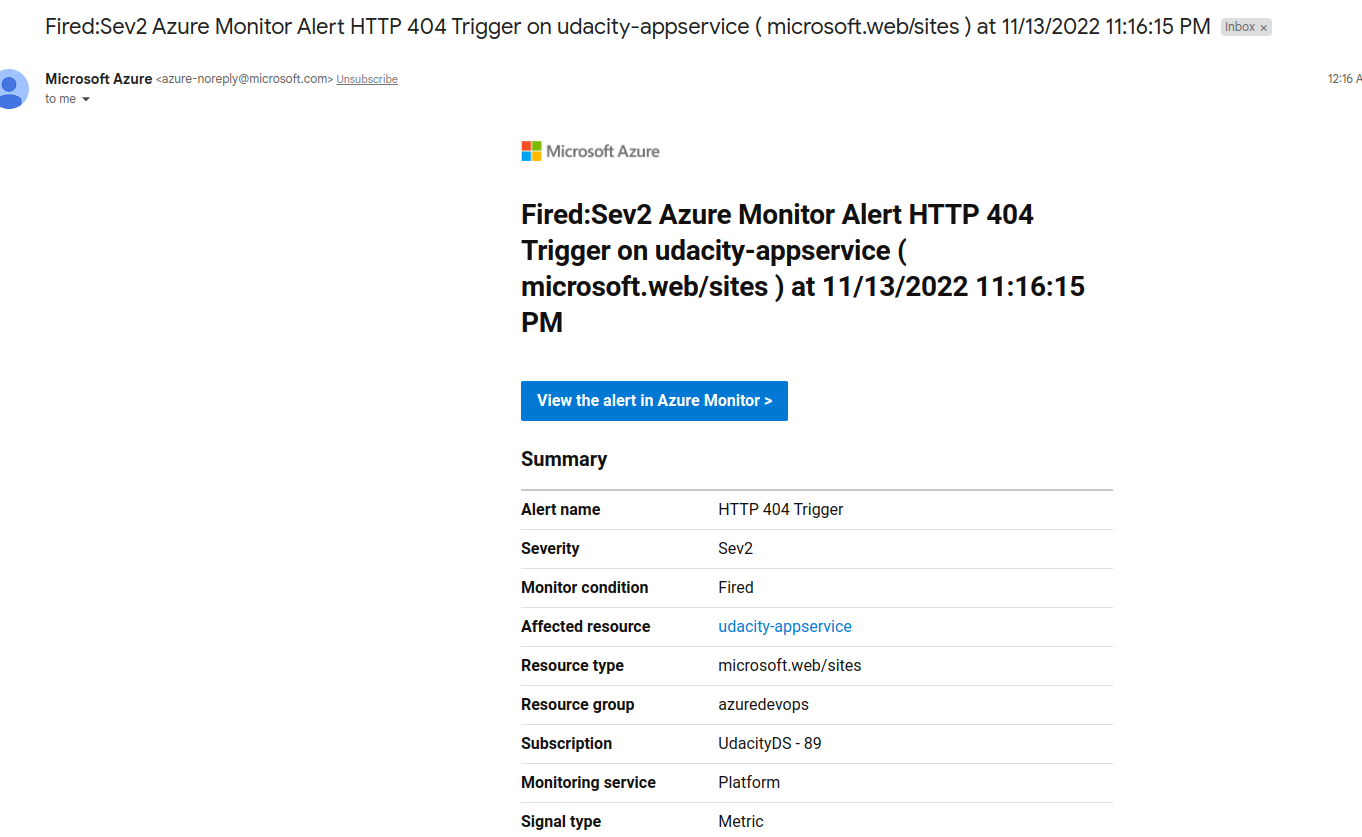 Fired:Sev2 Azure Monitor Alert HTTP 404 Trigger on udacity-appservice ( microsoft.web/sites ) at 11/13/2022 11:16:15 PM Inbox ×
Microsoft Azure <azure-noreply@microsoft.com> Unsubscribe 12:16 A
to me
Microsoft Azure
Fired:Sev2 Azure Monitor Alert HTTP 404
Trigger on udacity-appservice (
microsoft.web/sites ) at 11/13/2022 11:16:15
PM
View the alert in Azure Monitor >
Summary
Alert name HTTP 404 Trigger
Severity Sev2
Monitor condition Fired
Affected resource udacity-appservice
Resource type microsoft.web/sites
Resource group azuredevops
Subscription UdacityDS - 89
Monitoring service Platform
Signal type Metric